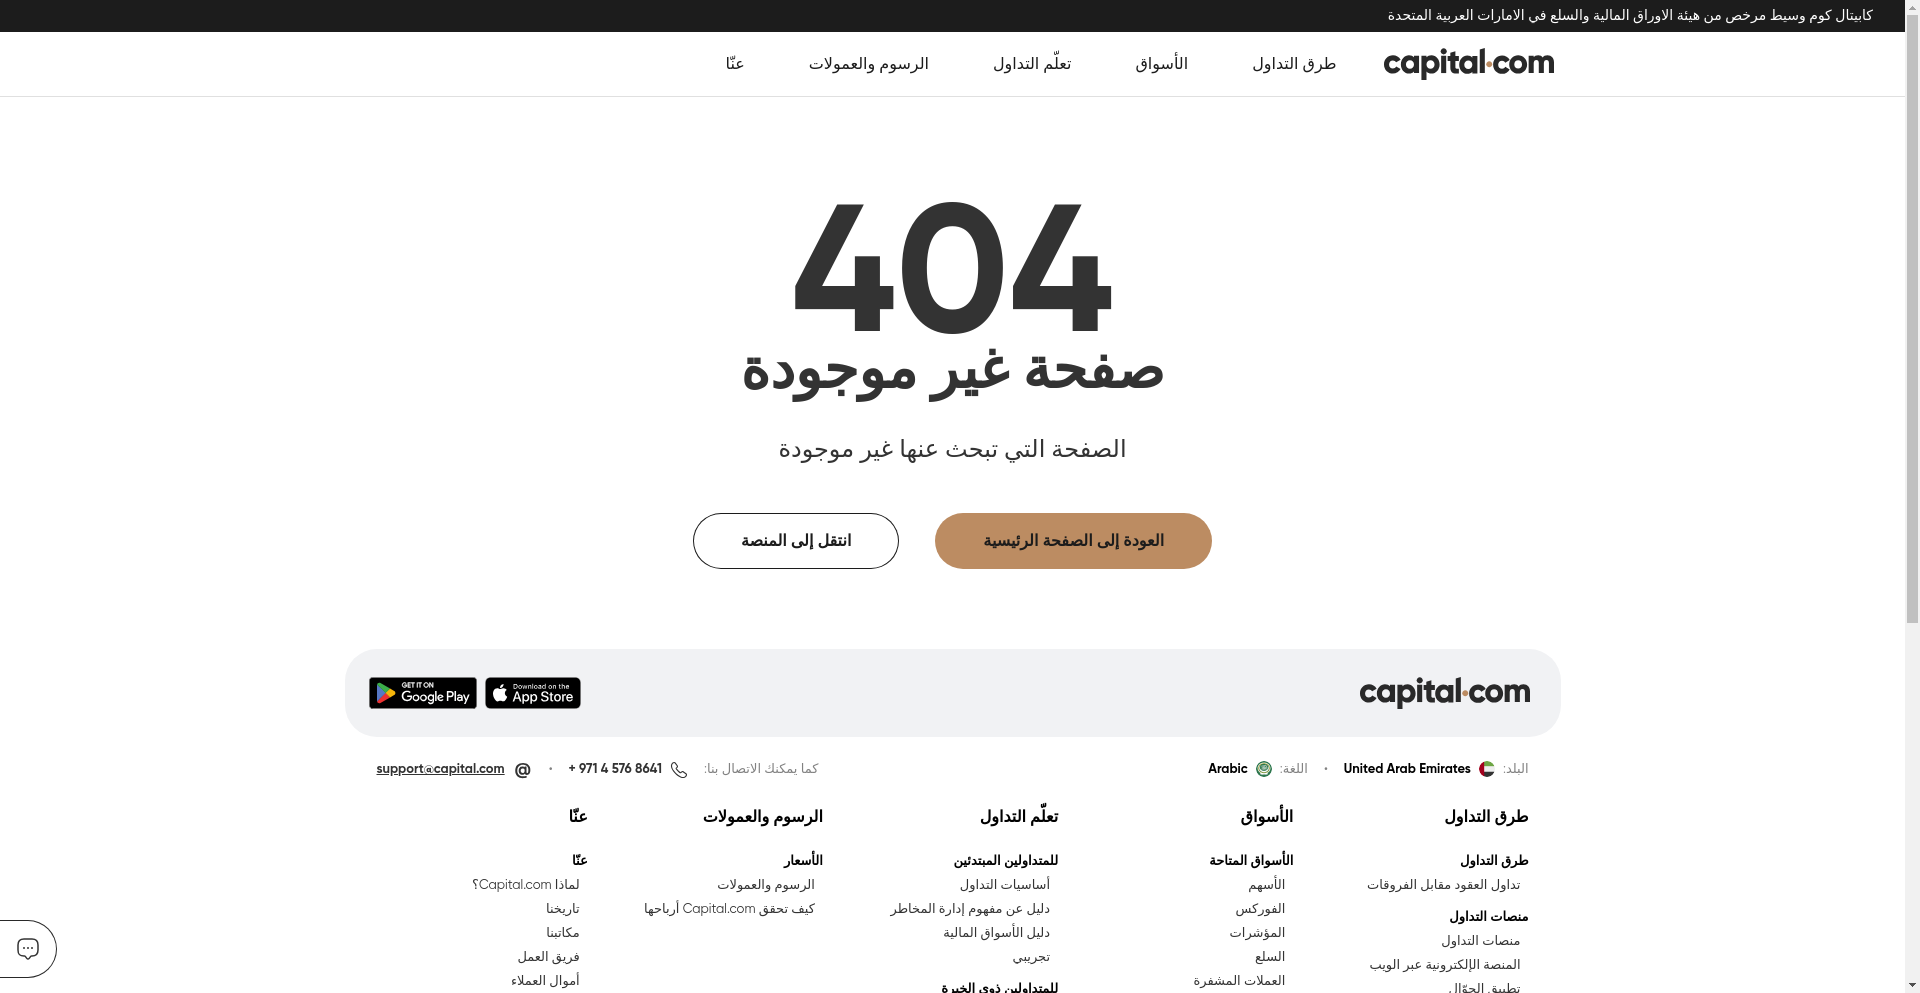 كابيتال كوم وسيط مرخص من هيئة الاوراق المالية والسلع في الامارات العربية المتحدة
capital.com
طرق التداول
الأسواق
تعلّم التداول
الرسوم والعمولات
عنّا
404
صفحة غير موجودة
الصفحة التي تبحث عنها غير موجودة
العودة إلى الصفحة الرئيسية
انتقل إلى المنصة
capital.com
Download on the
App Store
GET IT ON
Google Play
البلد: United Arab Emirates • اللغة: Arabic
كما يمكنك الاتصال بنا: + 971 4 576 8641 • @ support@capital.com
طرق التداول
طرق التداول
تداول العقود مقابل الفروقات
منصات التداول
منصات التداول
المنصة الإلكترونية عبر الويب
تطبيق الجوّال
الأسواق
الأسواق المتاحة
الأسهم
الفوركس
المؤشرات
السلع
العملات المشفرة
تعلّم التداول
للمتداولين المبتدئين
أساسيات التداول
دليل عن مفهوم إدارة المخاطر
دليل الأسواق المالية
تجريبي
للمتداولين ذوي الخبرة
الرسوم والعمولات
الأسعار
الرسوم والعمولات
كيف تحقق Capital.com أرباحها
عنّا
عنّا
لماذا Capital.com؟
تاريخنا
مكاتبنا
فريق العمل
أموال العملاء